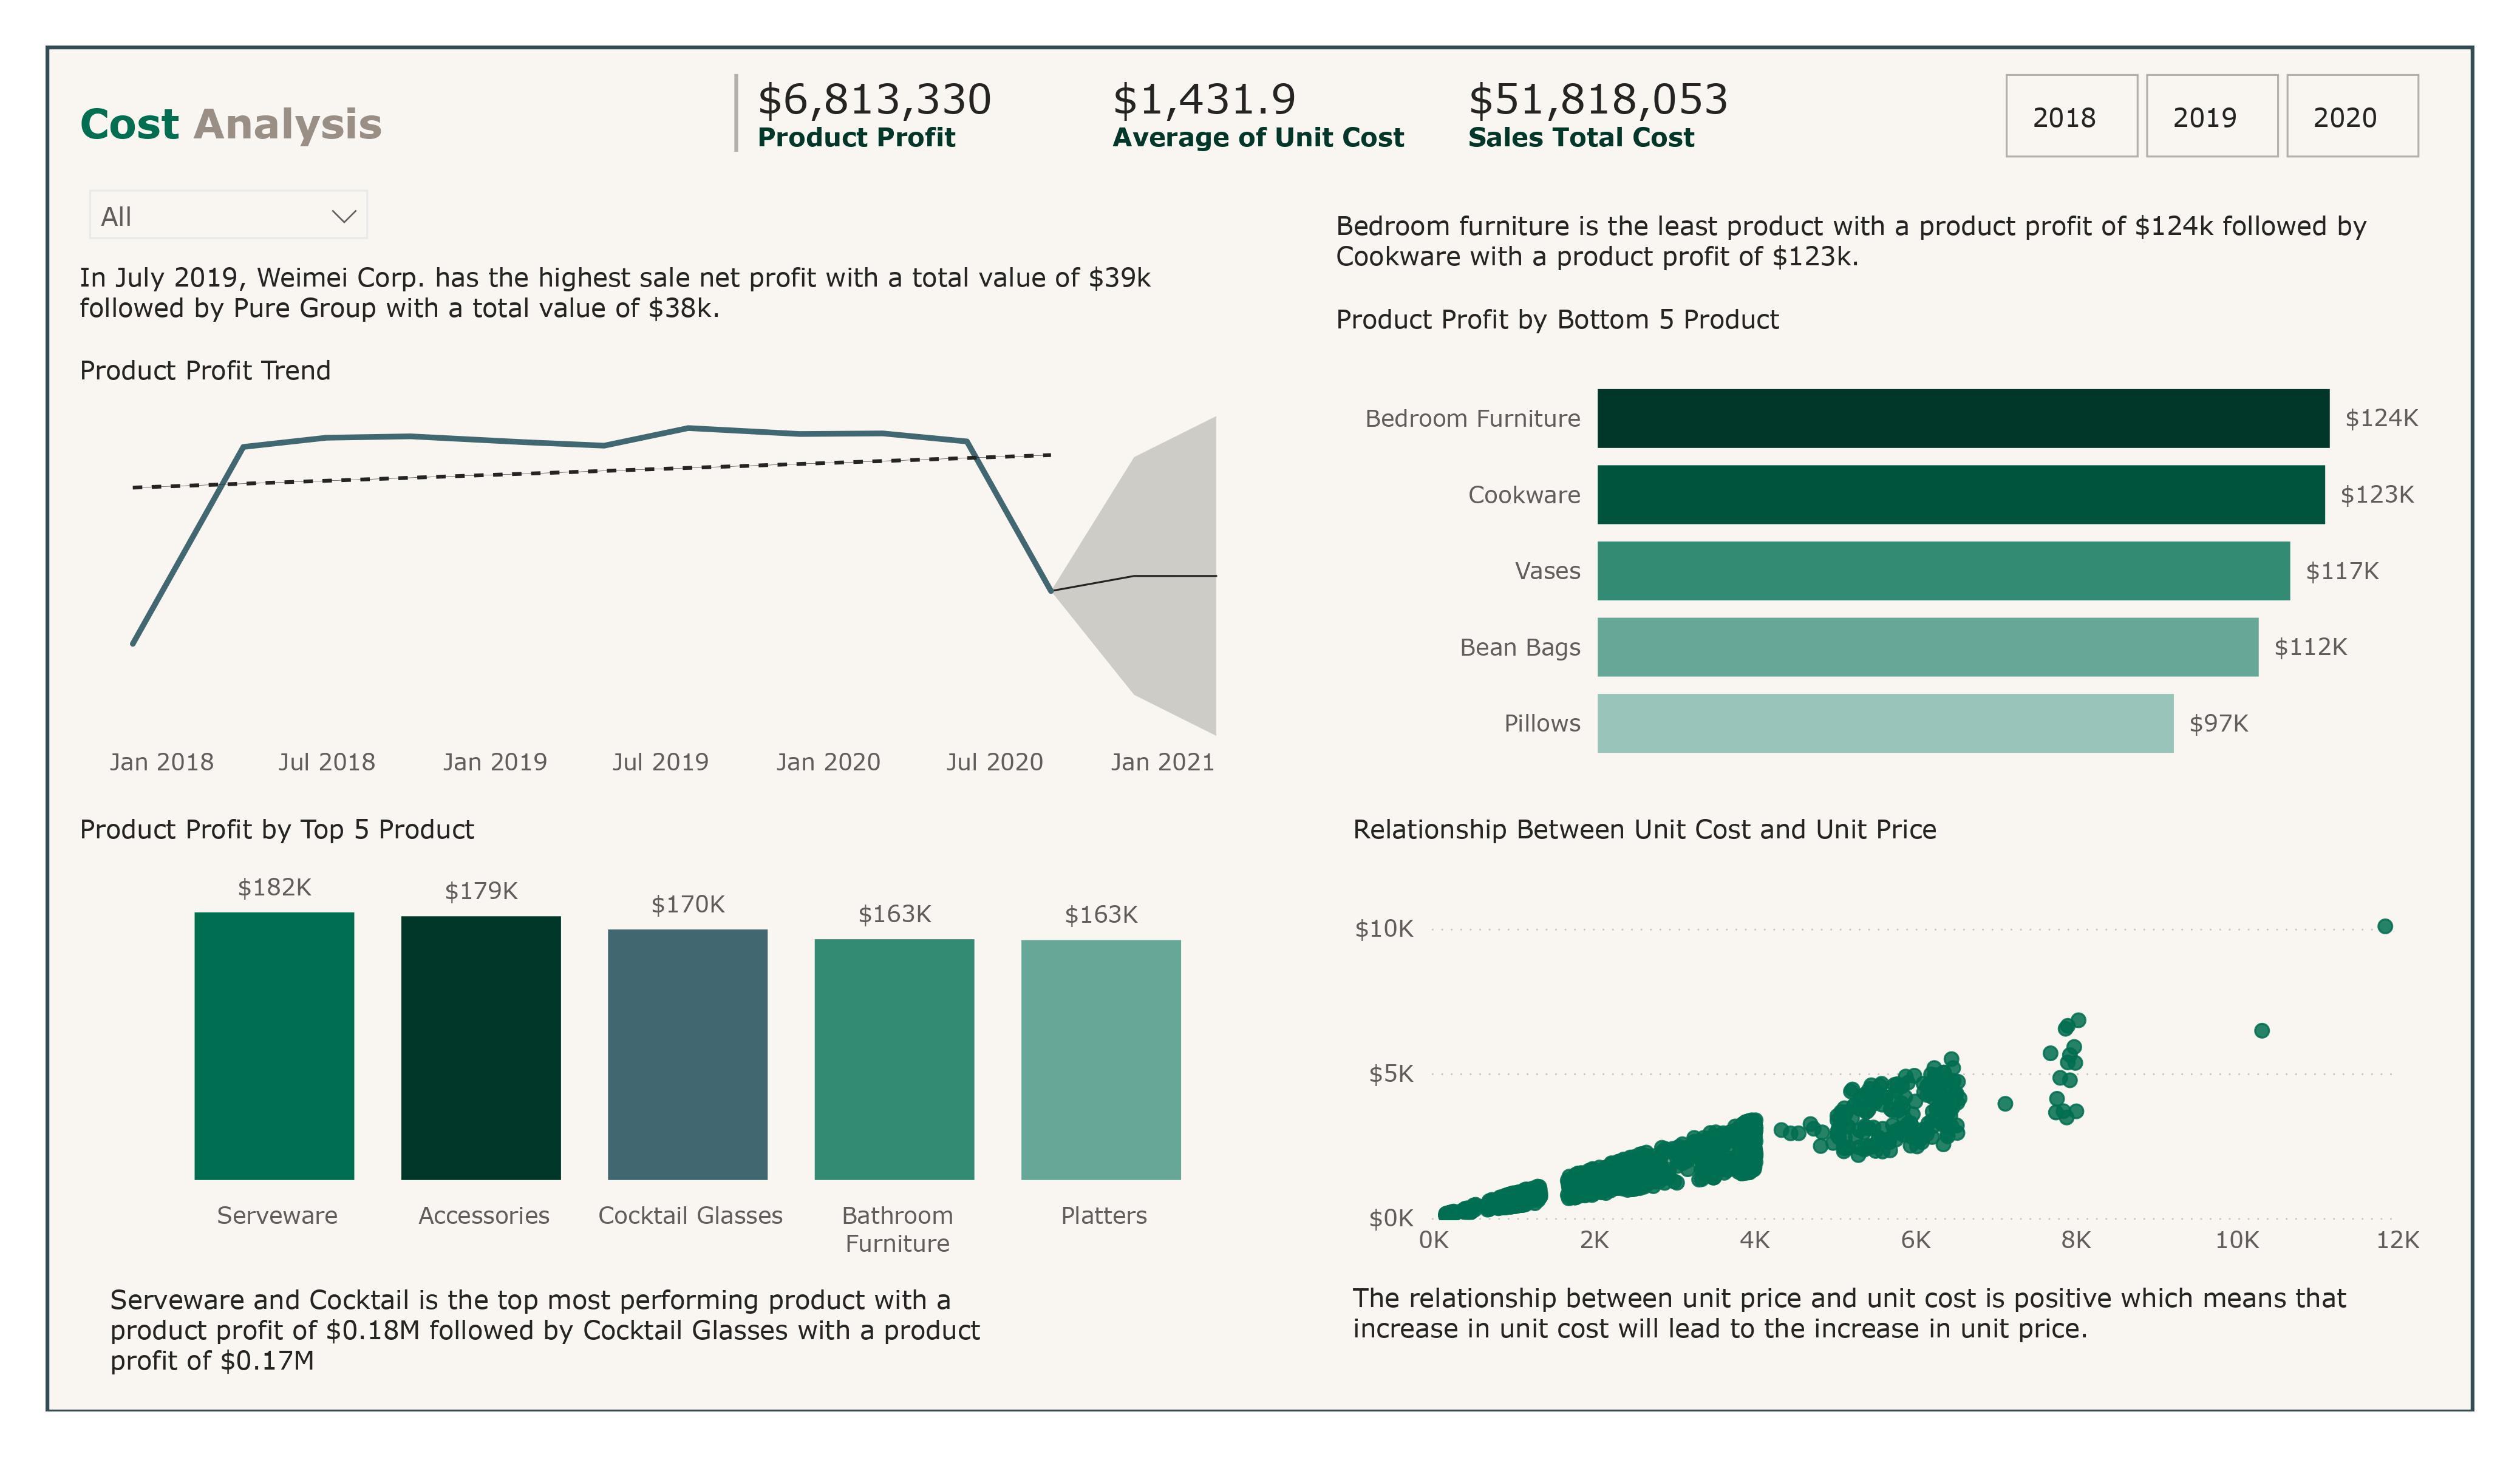 Cost Analysis
$6,813,330
Product Profit
$1,431.9
Average of Unit Cost
$51,818,053
Sales Total Cost
2018
2019
2020
All
In July 2019, Weimei Corp. has the highest sale net profit with a total value of $39k
followed by Pure Group with a total value of $38k.
Product Profit Trend
Jan 2018
Jul 2018
Jan 2019
Jul 2019
Jan 2020
Jul 2020
Jan 2021
Bedroom furniture is the least product with a product profit of $124k followed by
Cookware with a product profit of $123k.
Product Profit by Bottom 5 Product
Bedroom Furniture
$124K
Cookware
$123K
Vases
$117K
Bean Bags
$112K
Pillows
$97K
Product Profit by Top 5 Product
$182K
$179K
$170K
$163K
$163K
Serveware
Accessories
Cocktail Glasses
Bathroom
Furniture
Platters
Serveware and Cocktail is the top most performing product with a
product profit of $0.18M followed by Cocktail Glasses with a product
profit of $0.17M
Relationship Between Unit Cost and Unit Price
$10K
$5K
$0K
0K
2K
4K
6K
8K
10K
12K
The relationship between unit price and unit cost is positive which means that
increase in unit cost will lead to the increase in unit price.